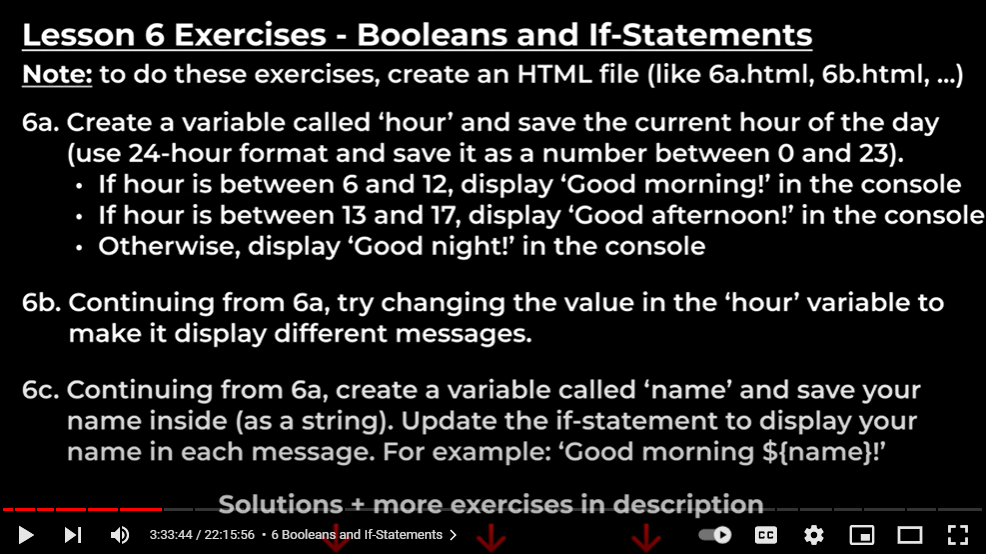 Lesson 6 Exercises - Booleans and If-Statements
Note: to do these exercises, create an HTML file (like 6a.html, 6b.html, ...)
6a. Create a variable called ‘hour’ and save the current hour of the day
(use 24-hour format and save it as a number between 0 and 23).
• If hour is between 6 and 12, display ‘Good morning!’ in the console
• If hour is between 13 and 17, display ‘Good afternoon!’ in the console
• Otherwise, display ‘Good night!’ in the console
6b. Continuing from 6a, try changing the value in the ‘hour’ variable to
make it display different messages.
6c. Continuing from 6a, create a variable called ‘name’ and save your
name inside (as a string). Update the if-statement to display your
name in each message. For example: ‘Good morning ${name}!’
Solutions + more exercises in description
3:33:44 / 22:15:56 • 6 Booleans and If-Statements
CC